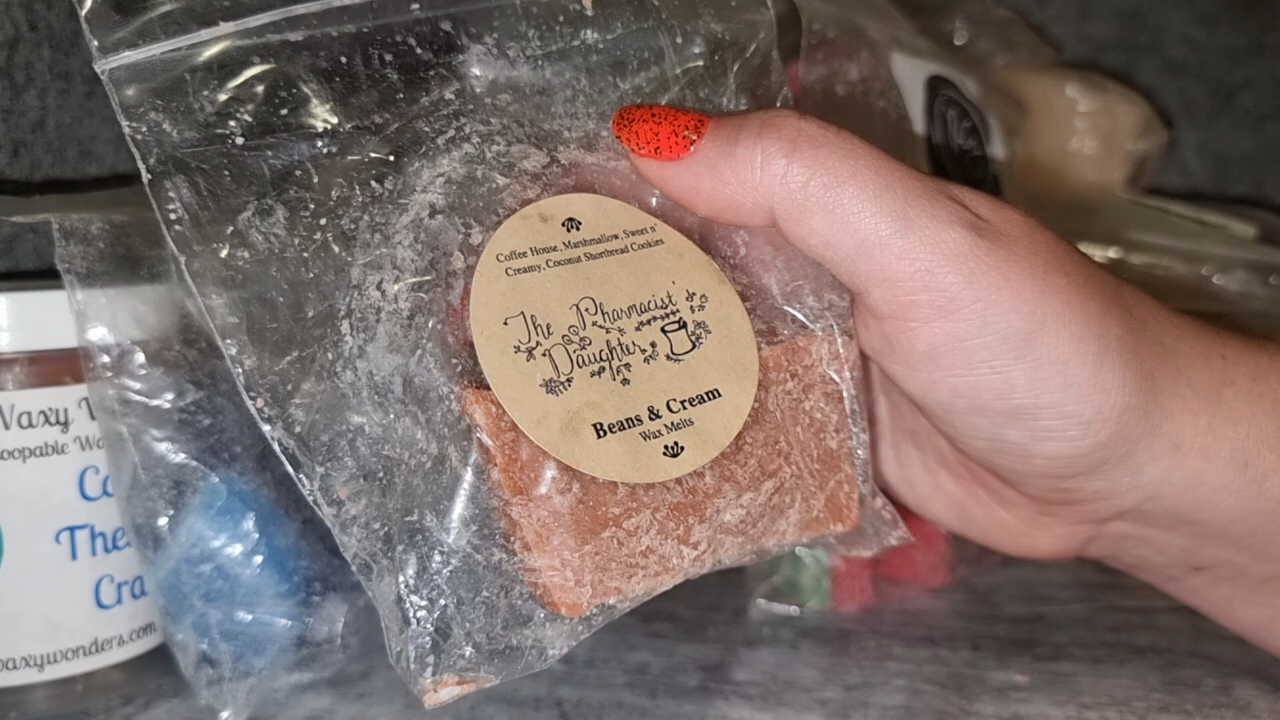 Coffee House, Marshmallow, Sweet n'
Creamy, Coconut Shortbread Cookies
The Pharmacist's
Daughter
Beans & Cream
Wax Melts
Waxy
Co
The
Cra
waxywonders.com